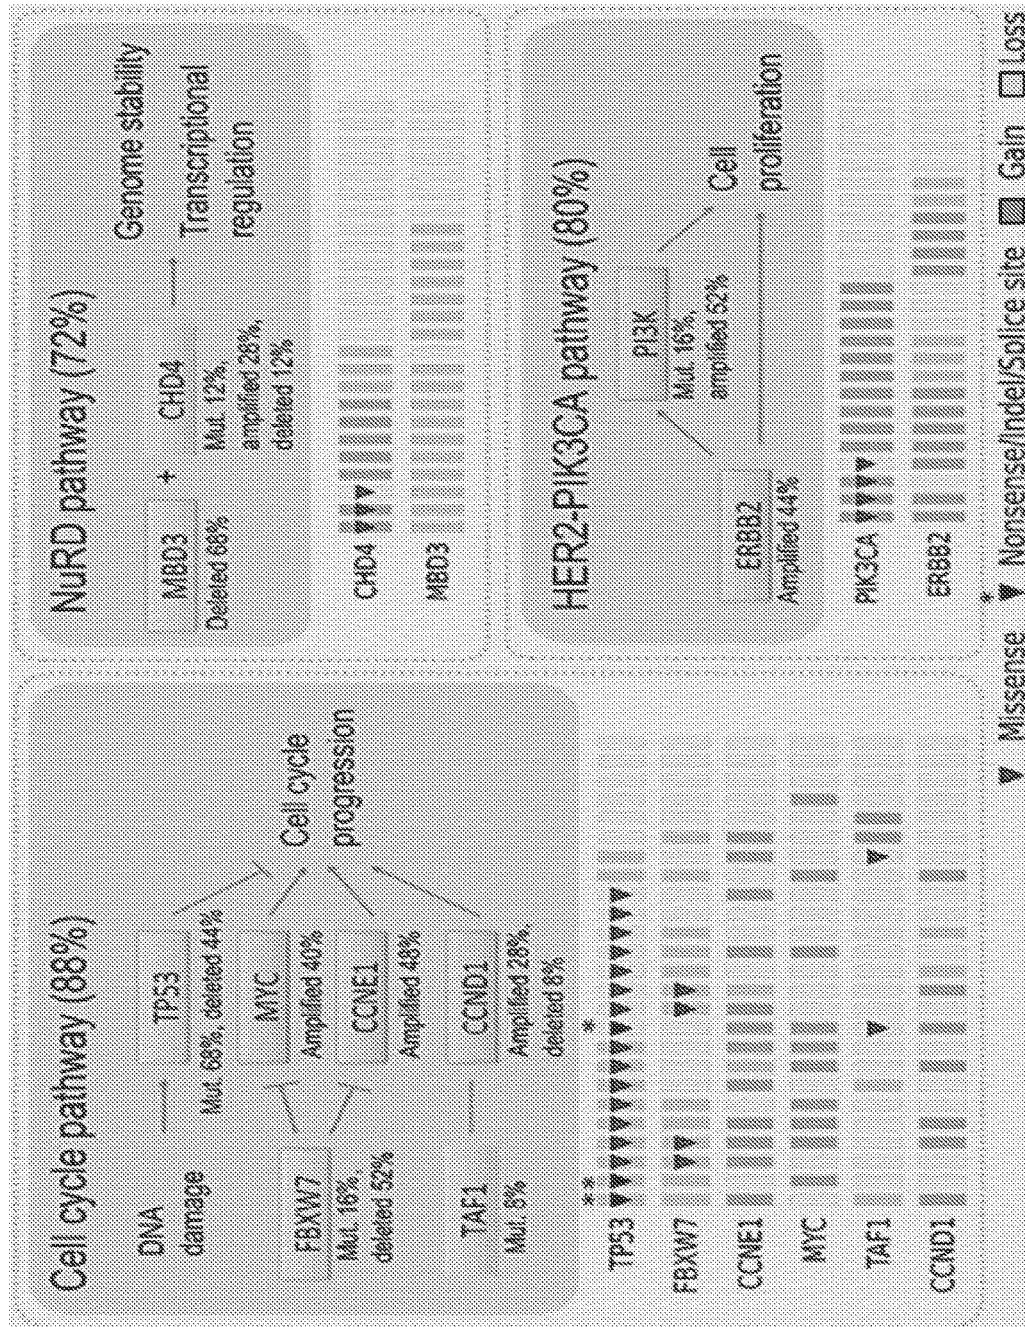 Cell cycle pathway (88%)
DNA
damage
TP53
Mut. 68%, deleted 44%
MYC
Amplified 40%
FBXW7
Mut. 16%,
deleted 52%
CCNE1
Amplified 48%
TAF1
Mut. 8%
CCND1
Amplified 28%,
deleted 8%
Cell cycle
progression
** *
TP53
FBXW7
CCNE1
MYC
TAF1
CCND1
NuRD pathway (72%)
MBD3
Deleted 68%
+
CHD4
Mut. 12%,
amplified 28%,
deleted 12%
Genome stability
Transcriptional
regulation
CHD4
MBD3
HER2-PIK3CA pathway (80%)
ERBB2
Amplified 44%
PI3K
Mut. 16%,
amplified 52%
Cell
proliferation
PIK3CA
ERBB2
Missense * Nonsense/Indel/Splice site Gain Loss